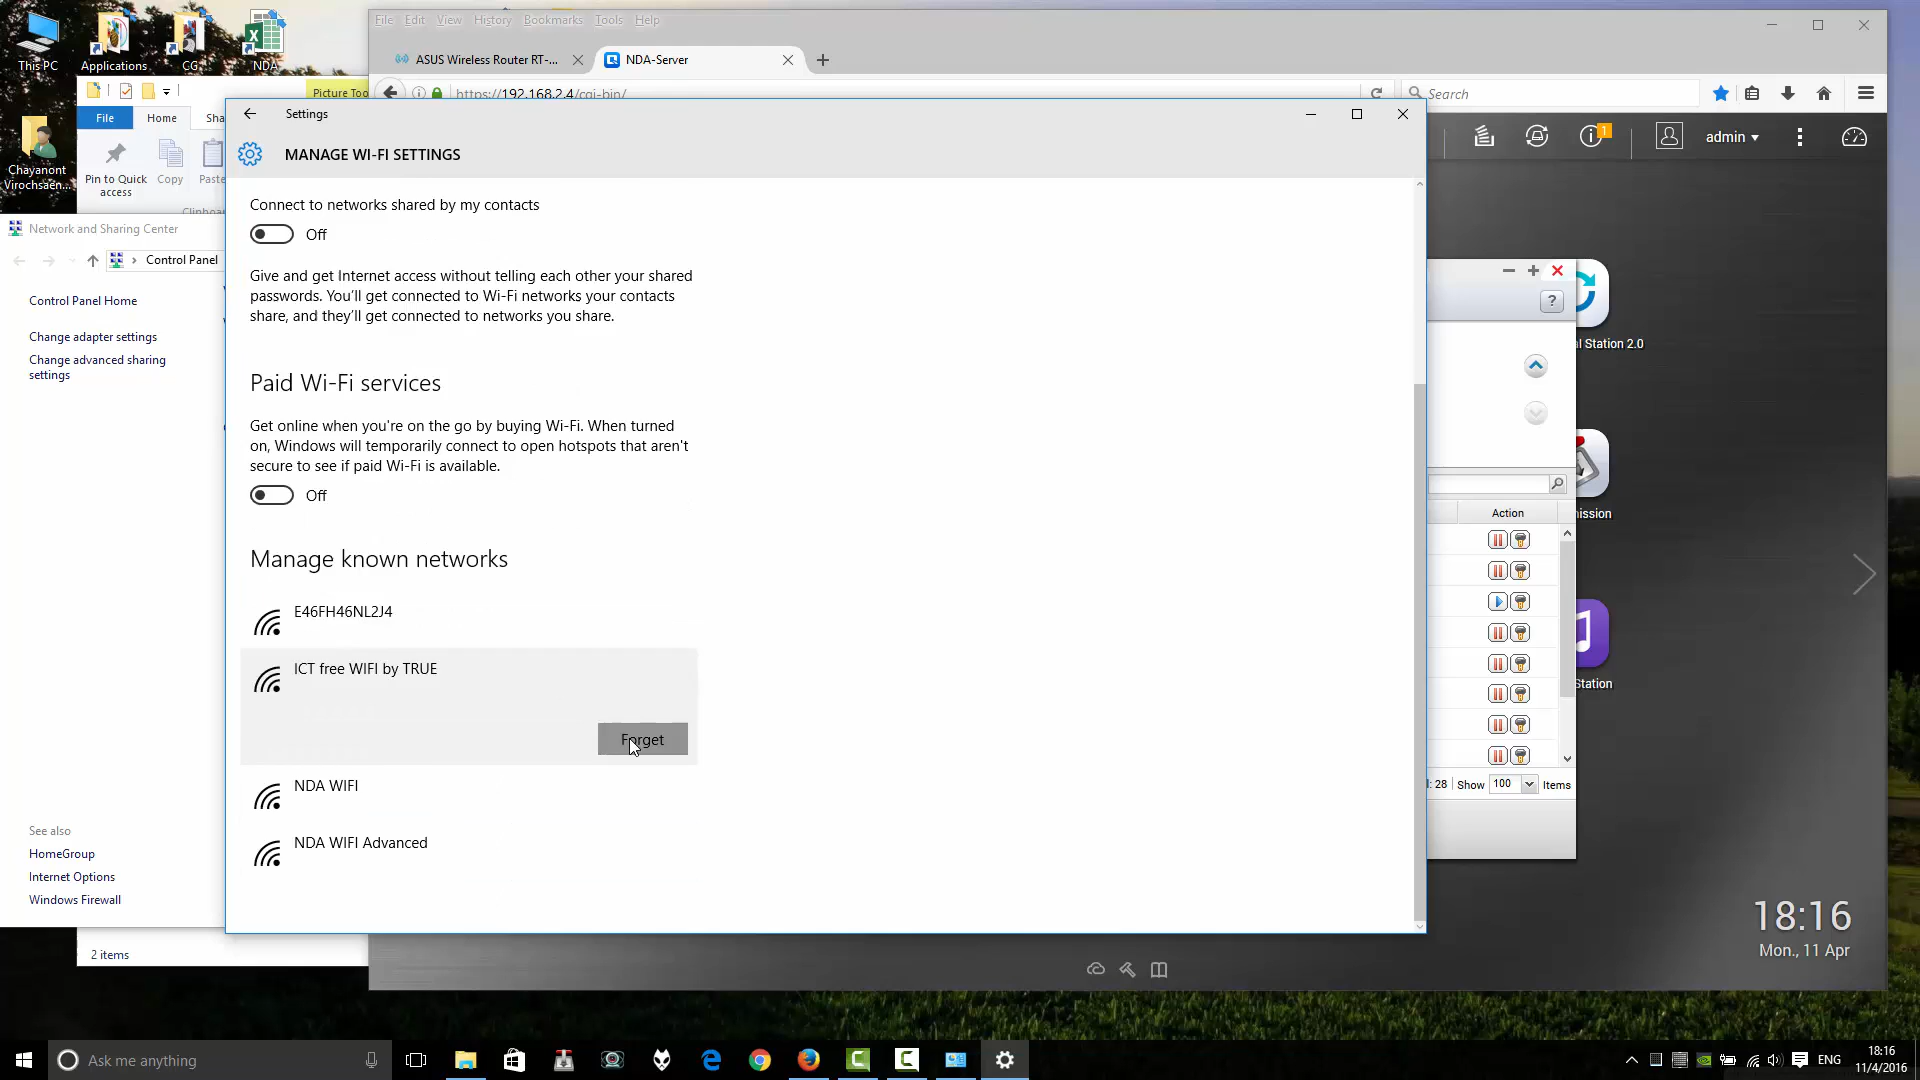 This PC
Applications
CG
NDA
Chayanont
Virochsaen...
File Edit View History Bookmarks Tools Help
ASUS Wireless Router RT-...
NDA-Server
https://192.168.2.4/cgi-bin/
Search
Picture Too
File
Home
Sha
Pin to Quick
access
Copy
Paste
Clipboard
Network and Sharing Center
Control Panel
Control Panel Home
Change adapter settings
Change advanced sharing
settings
See also
HomeGroup
Internet Options
Windows Firewall
2 items
Settings
MANAGE WI-FI SETTINGS
Connect to networks shared by my contacts
Off
Give and get Internet access without telling each other your shared
passwords. You'll get connected to Wi-Fi networks your contacts
share, and they'll get connected to networks you share.
Paid Wi-Fi services
Get online when you're on the go by buying Wi-Fi. When turned
on, Windows will temporarily connect to open hotspots that aren't
secure to see if paid Wi-Fi is available.
Off
Manage known networks
E46FH46NL2J4
ICT free WIFI by TRUE
Forget
NDA WIFI
NDA WIFI Advanced
1
admin
?
al Station 2.0
Action
ission
Station
l: 28 Show 100 Items
18:16
Mon., 11 Apr
Ask me anything
ENG
18:16
11/4/2016